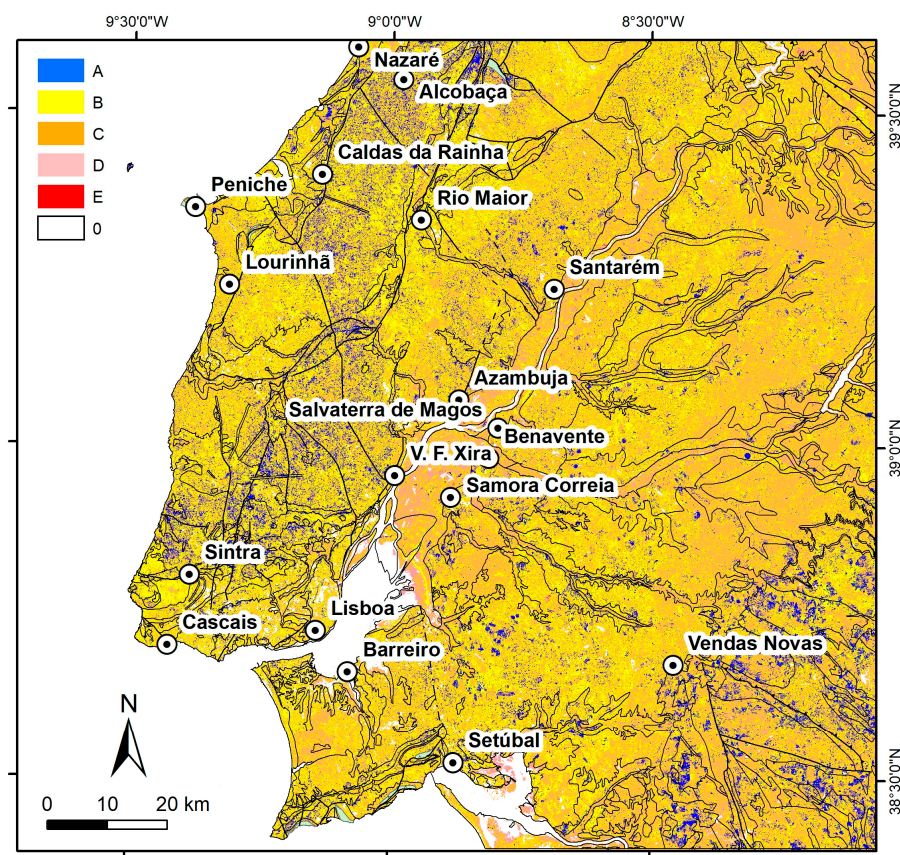 9°30'0"W 9°0'0"W 8°30'0"W
A
B
C
D
E
0
Nazaré
Alcobaça
39°30'0"N
Caldas da Rainha
Peniche
Rio Maior
Lourinhã
Santarém
Azambuja
Salvaterra de Magos
Benavente
39°0'0"N
V. F. Xira
Samora Correia
Sintra
Lisboa
Cascais
Barreiro
Vendas Novas
N
Setúbal
38°30'0"N
0 10 20 km